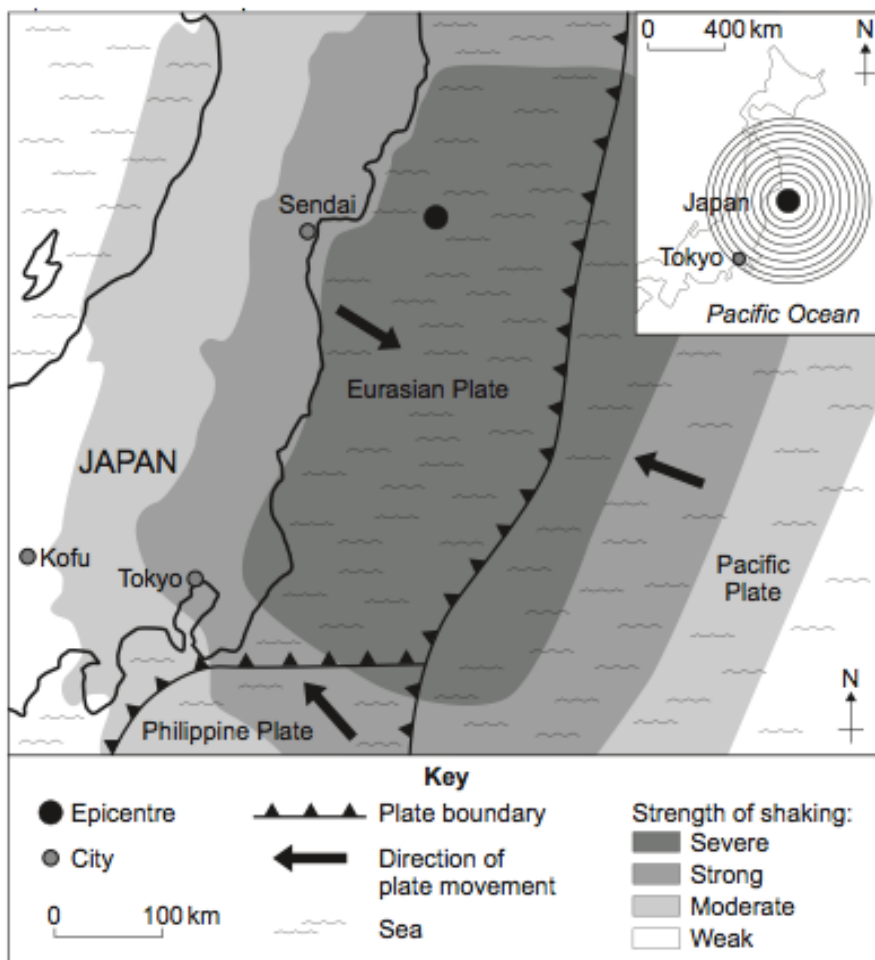 0 400 km
N
Japan
Tokyo
Pacific Ocean
Sendai
Eurasian Plate
JAPAN
Kofu
Tokyo
Pacific
Plate
N
Philippine Plate
Key
Epicentre
City
0 100 km
Plate boundary
Direction of
plate movement
Sea
Strength of shaking:
Severe
Strong
Moderate
Weak